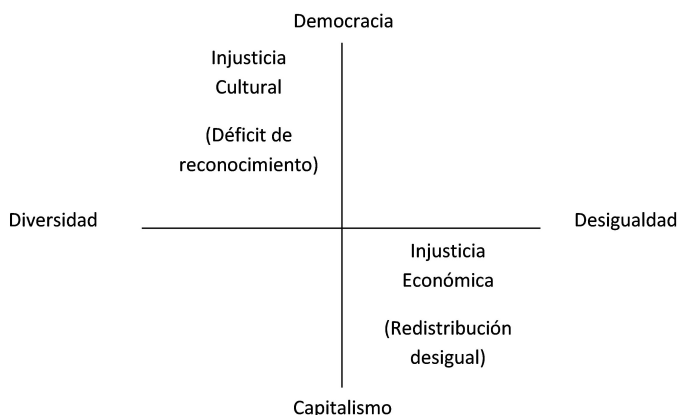 Democracia
Injusticia
Cultural
(Déficit de
reconocimiento)
Diversidad
Desigualdad
Injusticia
Económica
(Redistribución
desigual)
Capitalismo